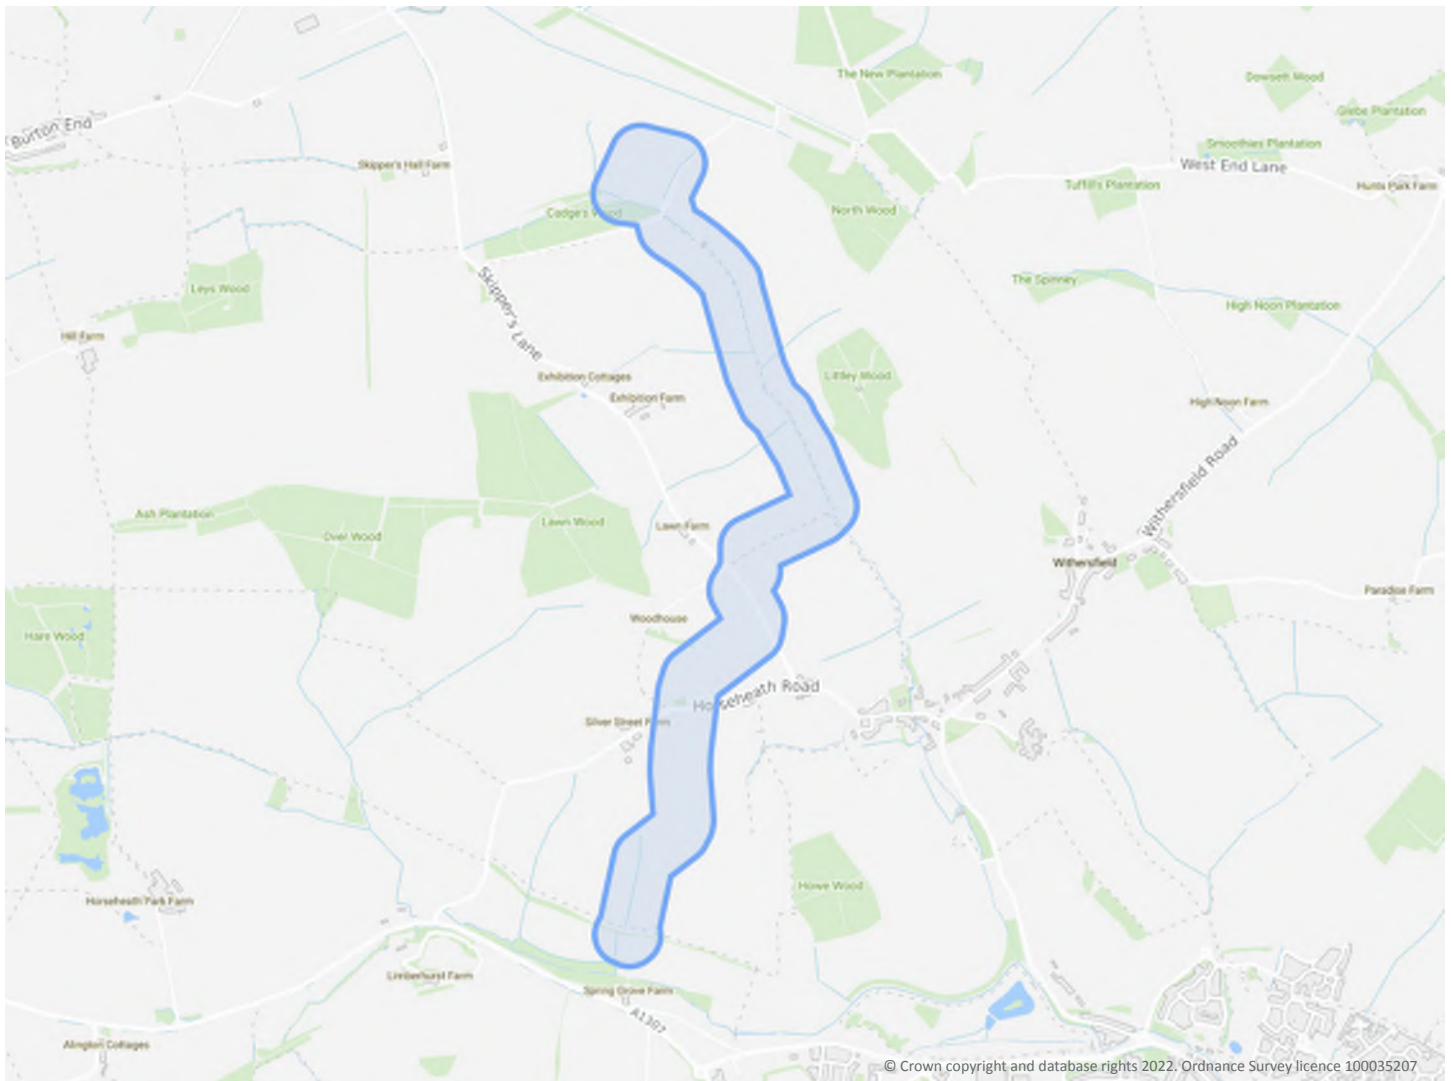 The New Plantation
Dowsett Wood
Glebe Plantation
Burton End
Smoothies Plantation
Skipper's Hall Farm
West End Lane
Tuffill's Plantation
Hunts Park Farm
North Wood
Leys Wood
The Spinney
Skipper's Lane
High Noon Plantation
Hill Farm
Exhibition Cottages
Littley Wood
Exhibition Farm
High Noon Farm
Withersfield Road
Ash Plantation
Lawn Wood
Lawn Farm
Over Wood
Withersfield
Paradise Farm
Woodhouse
Hare Wood
Horseheath Road
Silver Street Farm
Howe Wood
Horseheath Park Farm
Limberhurst Farm
Spring Grove Farm
A1307
Alington Cottages
© Crown copyright and database rights 2022. Ordnance Survey licence 100035207